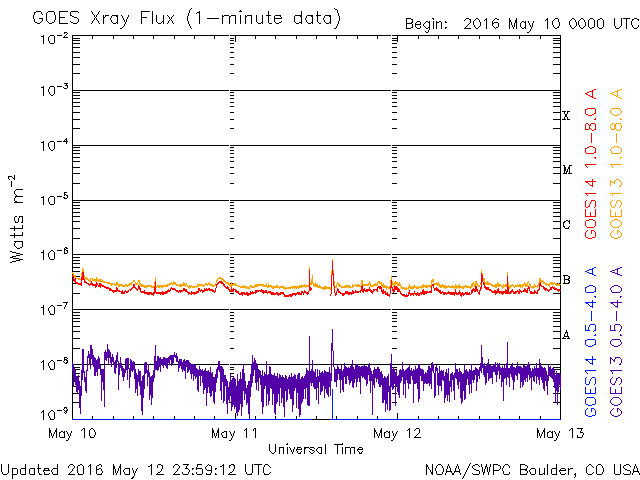 GOES Xray Flux (1-minute data)
Begin: 2016 May 10 0000 UTC
10-2
10-3
10-4
10-5
10-6
10-7
10-8
10-9
Watts m-2
X
M
C
B
A
GOES14 1.0-8.0 A
GOES13 1.0-8.0 A
GOES14 0.5-4.0 A
GOES13 0.5-4.0 A
May 10
May 11
May 12
May 13
Universal Time
Updated 2016 May 12 23:59:12 UTC
NOAA/SWPC Boulder, CO USA